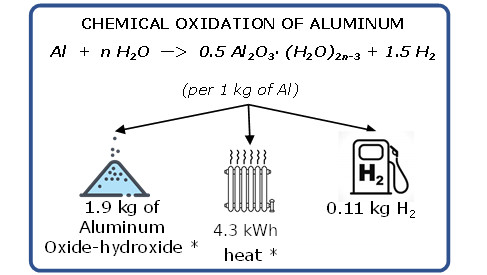 CHEMICAL OXIDATION OF ALUMINUM
Al + n H₂O —> 0.5 Al₂O₃· (H₂O)₂ₙ₋₃ + 1.5 H₂
(per 1 kg of Al)
1.9 kg of
Aluminum
Oxide-hydroxide *
4.3 kWh
heat *
H₂
0.11 kg H₂